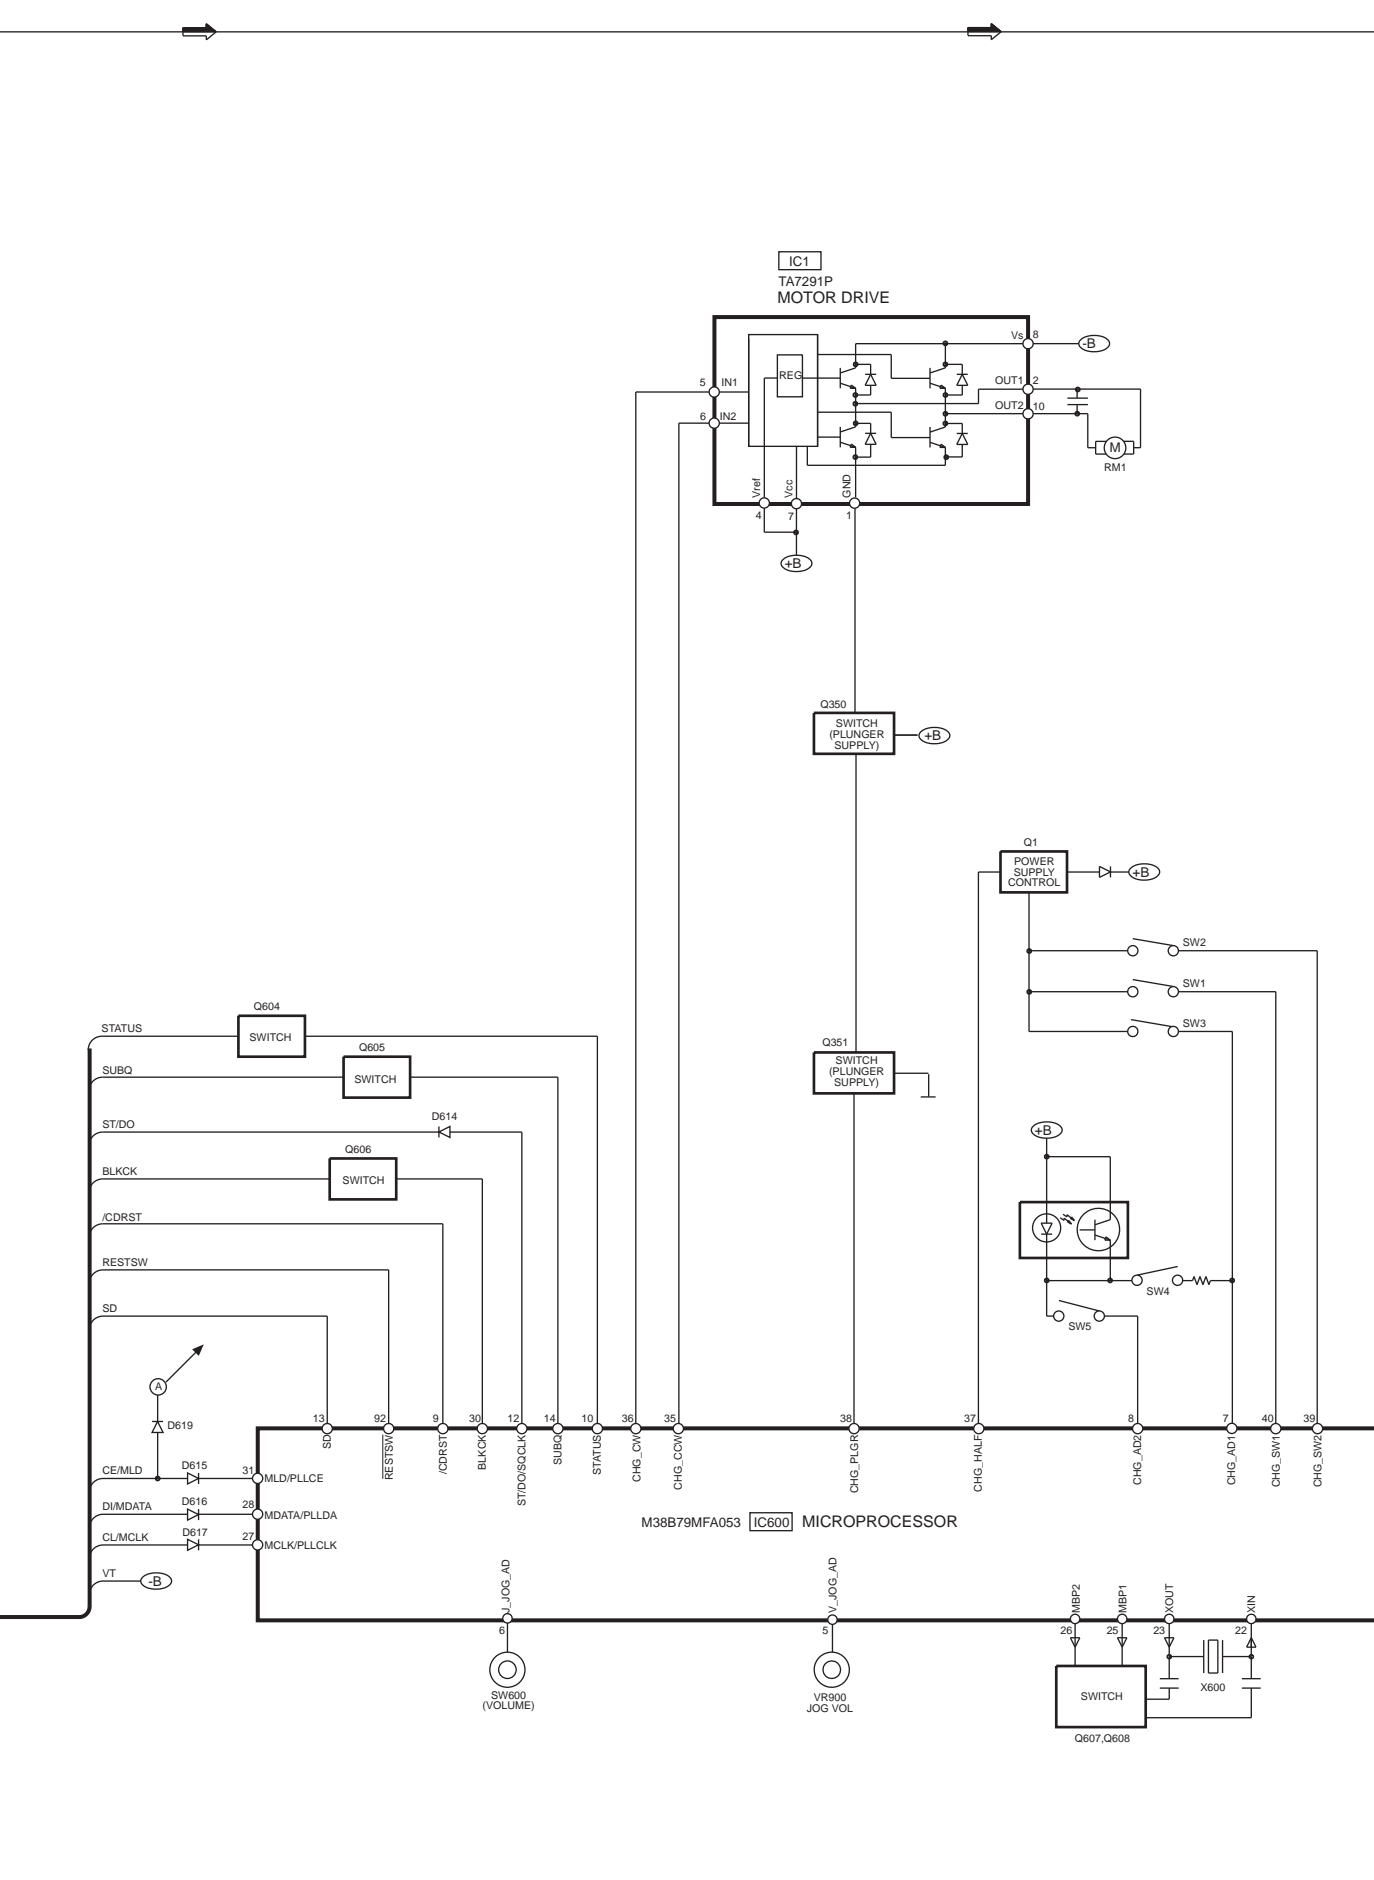 IC1
TA7291P
MOTOR DRIVE
Vs 8
-B
REG
5 IN1
OUT1 2
OUT2 10
6 IN2
M
RM1
Vref
Vcc
GND
4
7
1
+B
Q350
SWITCH
(PLUNGER
SUPPLY)
+B
Q1
POWER
SUPPLY
CONTROL
+B
SW2
SW1
SW3
Q604
STATUS
SWITCH
Q605
SUBQ
SWITCH
Q351
SWITCH
(PLUNGER
SUPPLY)
D614
ST/DO
+B
Q606
BLKCK
SWITCH
/CDRST
RESTSW
SW4
SD
SW5
A
D619
13
92
9
30
12
14
10
36
35
38
37
8
7
40
39
SD
RESTSW
/CDRST
BLKCK
ST/DO/SQCLK
SUBQ
STATUS
CHG_CW
CHG_CCW
CHG_PLGR
CHG_HALF
CHG_AD2
CHG_AD1
CHG_SW1
CHG_SW2
CE/MLD
D615
31
MLD/PLLCE
DI/MDATA
D616
28
MDATA/PLLDA
M38B79MFA053 IC600 MICROPROCESSOR
CL/MCLK
D617
27
MCLK/PLLCLK
VT
-B
J_JOG_AD
V_JOG_AD
MBP2
MBP1
XOUT
XIN
6
5
26
25
23
22
SW600
(VOLUME)
VR900
JOG VOL
SWITCH
X600
Q607,Q608